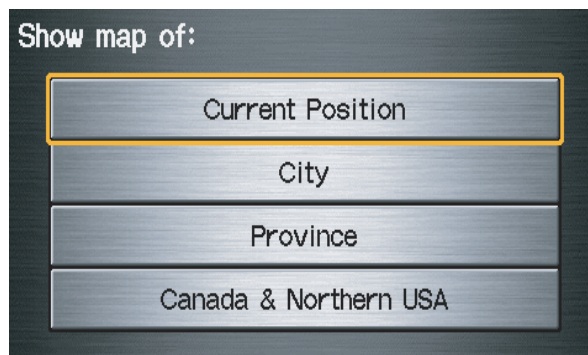 Show map of:
Current Position
City
Province
Canada & Northern USA